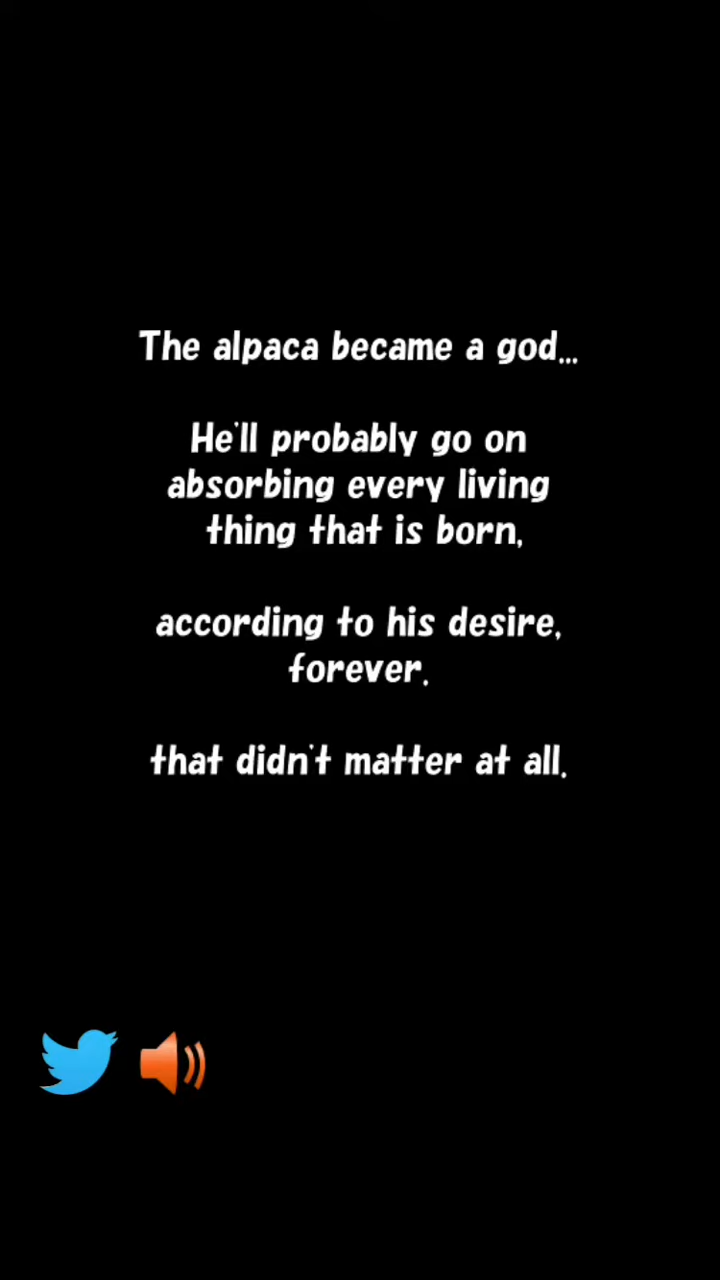 The alpaca became a god...
He'll probably go on
absorbing every living
thing that is born,
according to his desire,
forever.
that didn't matter at all.